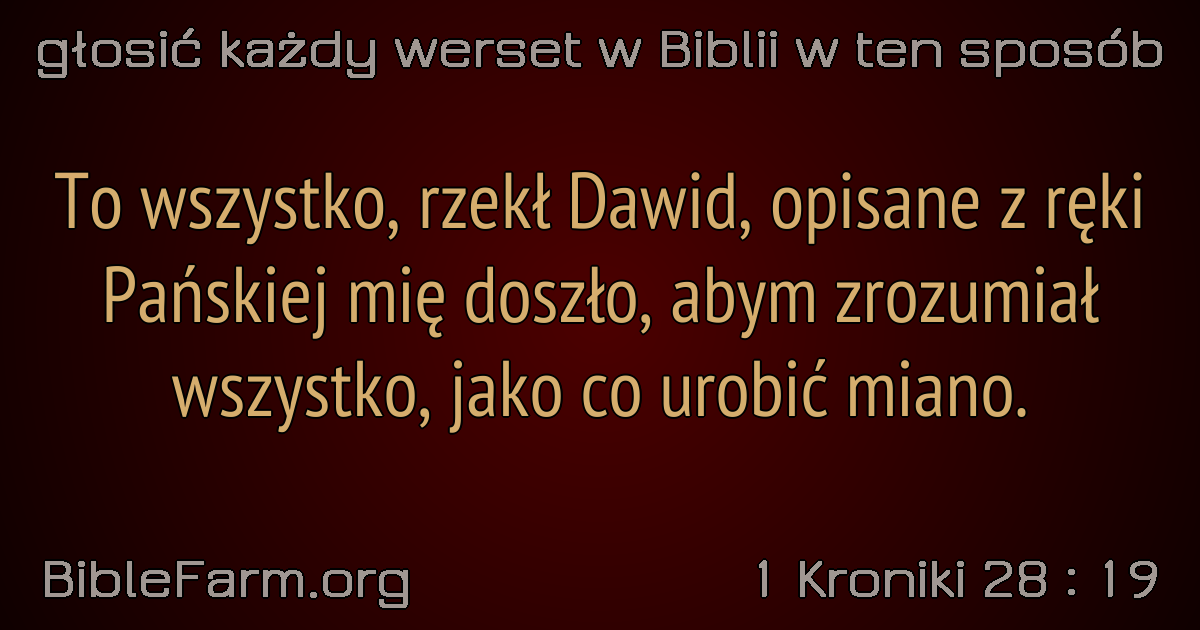 głosić każdy werset w Biblii w ten sposób
To wszystko, rzekł Dawid, opisane z ręki
Pańskiej mię doszło, abym zrozumiał
wszystko, jako co urobić miano.
BibleFarm.org
1 Kroniki 28 : 19